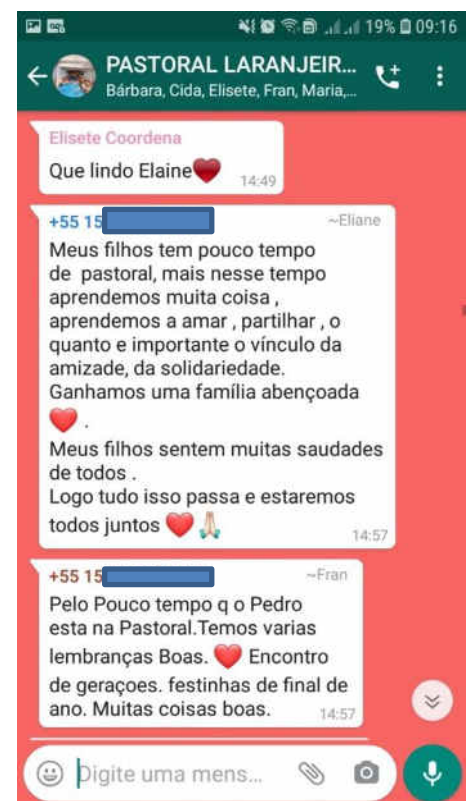 19% 09:16
PASTORAL LARANJEIR...
Bárbara, Cida, Elisete, Fran, Maria,...
Elisete Coordena
Que lindo Elaine❤
14:49
+55 15 ~Eliane
Meus filhos tem pouco tempo
de pastoral, mais nesse tempo
aprendemos muita coisa ,
aprendemos a amar , partilhar , o
quanto e importante o vínculo da
amizade, da solidariedade.
Ganhamos uma família abençoada
❤ .
Meus filhos sentem muitas saudades
de todos .
Logo tudo isso passa e estaremos
todos juntos ❤🙏🏻
14:57
+55 15 ~Fran
Pelo Pouco tempo q o Pedro
esta na Pastoral.Temos varias
lembranças Boas. ❤ Encontro
de geraçoes. festinhas de final de
ano. Muitas coisas boas.
14:57
Digite uma mens...